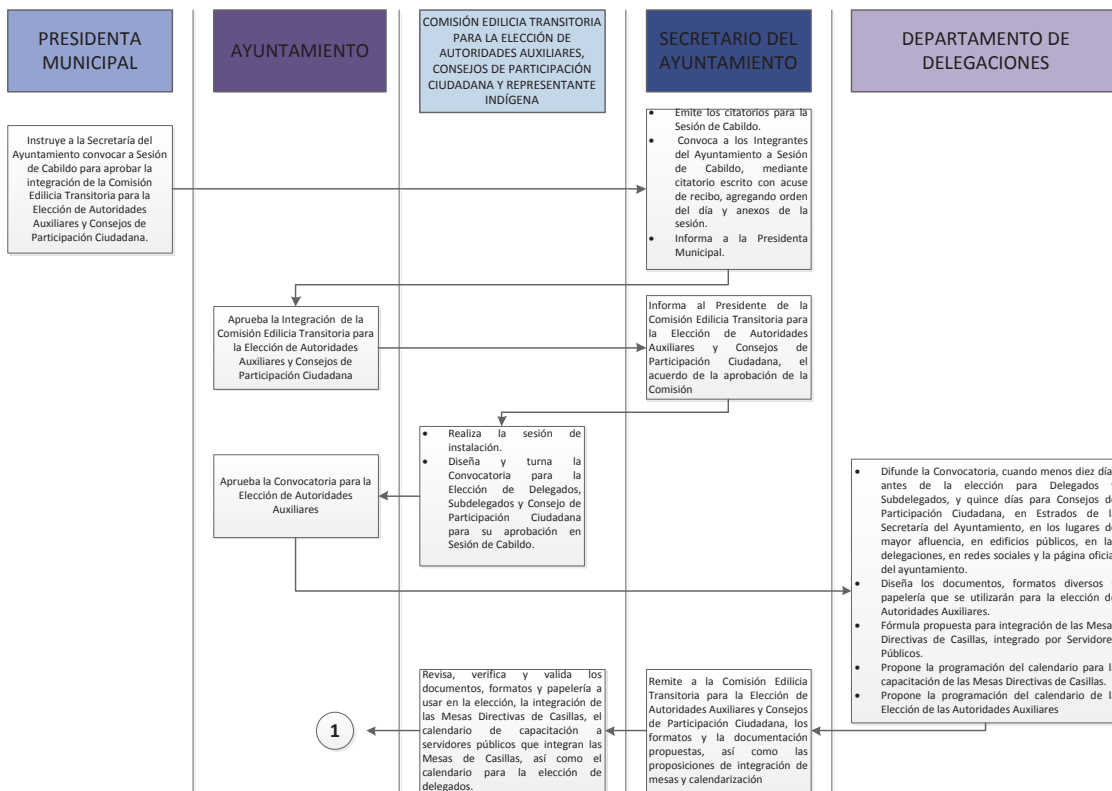 PRESIDENTA
MUNICIPAL
AYUNTAMIENTO
COMISIÓN EDILICIA TRANSITORIA
PARA LA ELECCIÓN DE
AUTORIDADES AUXILIARES,
CONSEJOS DE PARTICIPACIÓN
CIUDADANA Y REPRESENTANTE
INDÍGENA
SECRETARIO DEL
AYUNTAMIENTO
DEPARTAMENTO DE
DELEGACIONES
Instruye a la Secretaría del
Ayuntamiento convocar a Sesión
de Cabildo para aprobar la
integración de la Comisión
Edilicia Transitoria para la
Elección de Autoridades
Auxiliares y Consejos de
Participación Ciudadana.
• Emite los citatorios para la
Sesión de Cabildo.
• Convoca a los Integrantes
del Ayuntamiento a Sesión
de Cabildo, mediante
citatorio escrito con acuse
de recibo, agregando orden
del día y anexos de la
sesión.
• Informa a la Presidenta
Municipal.
Aprueba la Integración de la
Comisión Edilicia Transitoria para
la Elección de Autoridades
Auxiliares y Consejos de
Participación Ciudadana
Informa al Presidente de la
Comisión Edilicia Transitoria para
la Elección de Autoridades
Auxiliares y Consejos de
Participación Ciudadana, el
acuerdo de la aprobación de la
Comisión
• Realiza la sesión de
instalación.
• Diseña y turna la
Convocatoria para la
Elección de Delegados,
Subdelegados y Consejo de
Participación Ciudadana
para su aprobación en
Sesión de Cabildo.
Aprueba la Convocatoria para la
Elección de Autoridades
Auxiliares
• Difunde la Convocatoria, cuando menos diez día
antes de la elección para Delegados
Subdelegados, y quince días para Consejos de
Participación Ciudadana, en Estrados de l
Secretaría del Ayuntamiento, en los lugares de
mayor afluencia, en edificios públicos, en la
delegaciones, en redes sociales y la página oficia
del ayuntamiento.
• Diseña los documentos, formatos diversos
papelería que se utilizarán para la elección de
Autoridades Auxiliares.
• Fórmula propuesta para integración de las Mesa
Directivas de Casillas, integrado por Servidore
Públicos.
• Propone la programación del calendario para l
capacitación de las Mesas Directivas de Casillas.
• Propone la programación del calendario de l
Elección de las Autoridades Auxiliares
Remite a la Comisión Edilicia
Transitoria para la Elección de
Autoridades Auxiliares y Consejos
de Participación Ciudadana, los
formatos y la documentación
propuestas, así como las
proposiciones de integración de
mesas y calendarización
Revisa, verifica y valida los
documentos, formatos y papelería a
usar en la elección, la integración de
las Mesas Directivas de Casillas, el
calendario de capacitación a
servidores públicos que integran las
Mesas de Casillas, así como el
calendario para la elección de
delegados.
1